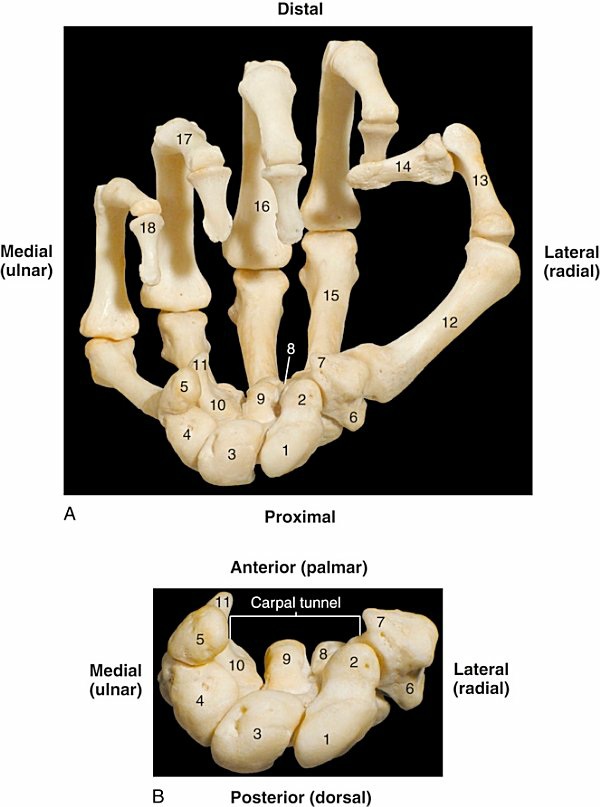 Distal
17
14
13
18
16
Medial
(ulnar)
Lateral
(radial)
15
12
8
11
7
5
10
9
2
6
4
3
1
A
Proximal
Anterior (palmar)
11
Carpal tunnel
7
5
8
10
9
2
Medial
(ulnar)
Lateral
(radial)
6
4
3
1
B
Posterior (dorsal)